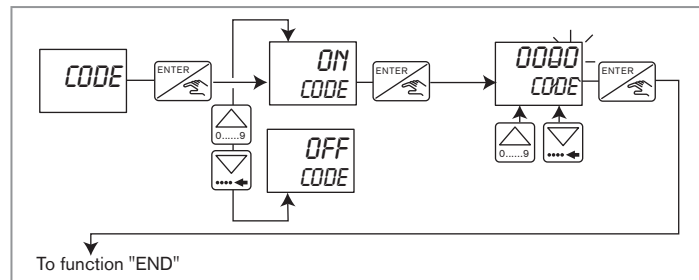 CODE
ENTER
ON
CODE
ENTER
0000
CODE
ENTER
0......9
OFF
CODE
0......9
To function "END"